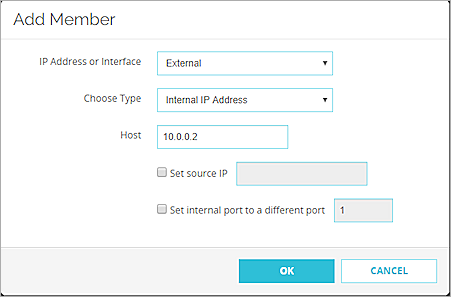 Add Member
IP Address or Interface External
Choose Type Internal IP Address
Host 10.0.0.2
Set source IP
Set internal port to a different port 1
OK CANCEL